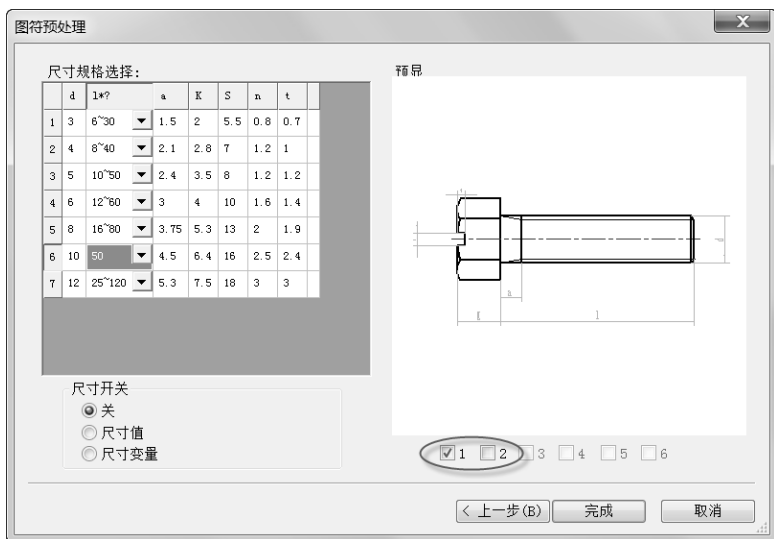 图符预处理
X
尺寸规格选择:
d l*? a K S n t
1 3 6~30 1.5 2 5.5 0.8 0.7
2 4 8~40 2.1 2.8 7 1.2 1
3 5 10~50 2.4 3.5 8 1.2 1.2
4 6 12~60 3 4 10 1.6 1.4
5 8 16~80 3.75 5.3 13 2 1.9
6 10 50 4.5 6.4 16 2.5 2.4
7 12 25~120 5.3 7.5 18 3 3
尺寸开关
关
尺寸值
尺寸变量
预显
t
d
a
l
1 2 3 4 5 6
< 上一步(B) 完成 取消